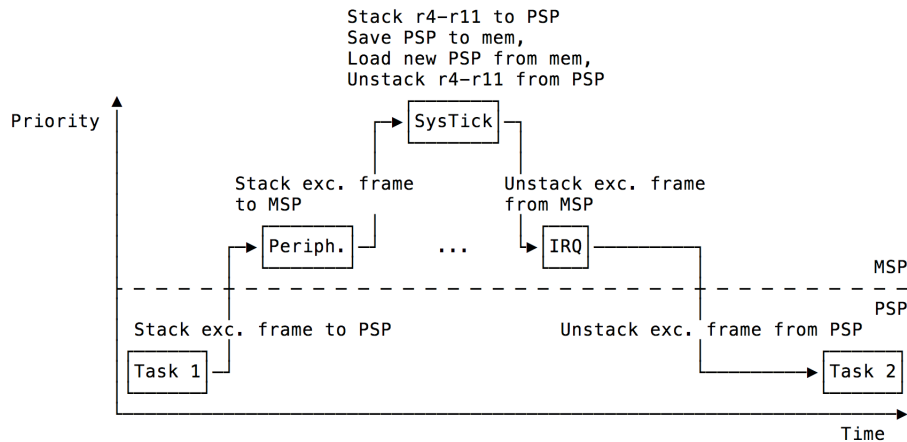 Stack r4-r11 to PSP
Save PSP to mem,
Load new PSP from mem,
Unstack r4-r11 from PSP
Priority
SysTick
Stack exc. frame
to MSP
Unstack exc. frame
from MSP
Periph.
...
IRQ
MSP
PSP
Stack exc. frame to PSP
Unstack exc. frame from PSP
Task 1
Task 2
Time